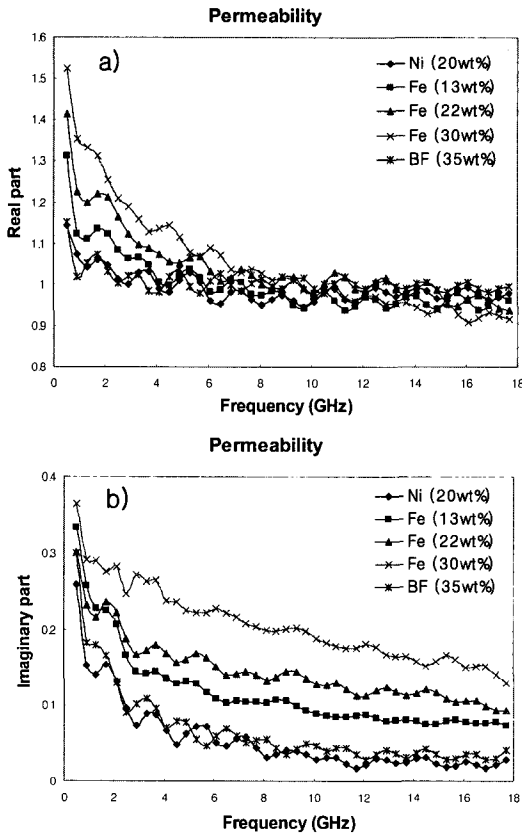 Permeability
a)
Ni (20wt%)
Fe (13wt%)
Fe (22wt%)
Fe (30wt%)
BF (35wt%)
Real part
1.6
1.5
1.4
1.3
1.2
1.1
1
0.9
0.8
0 2 4 6 8 10 12 14 16 18
Frequency (GHz)
Permeability
b)
Ni (20wt%)
Fe (13wt%)
Fe (22wt%)
Fe (30wt%)
BF (35wt%)
Imaginary part
0.4
0.3
0.2
0.1
0
0 2 4 6 8 10 12 14 16 18
Frequency (GHz)